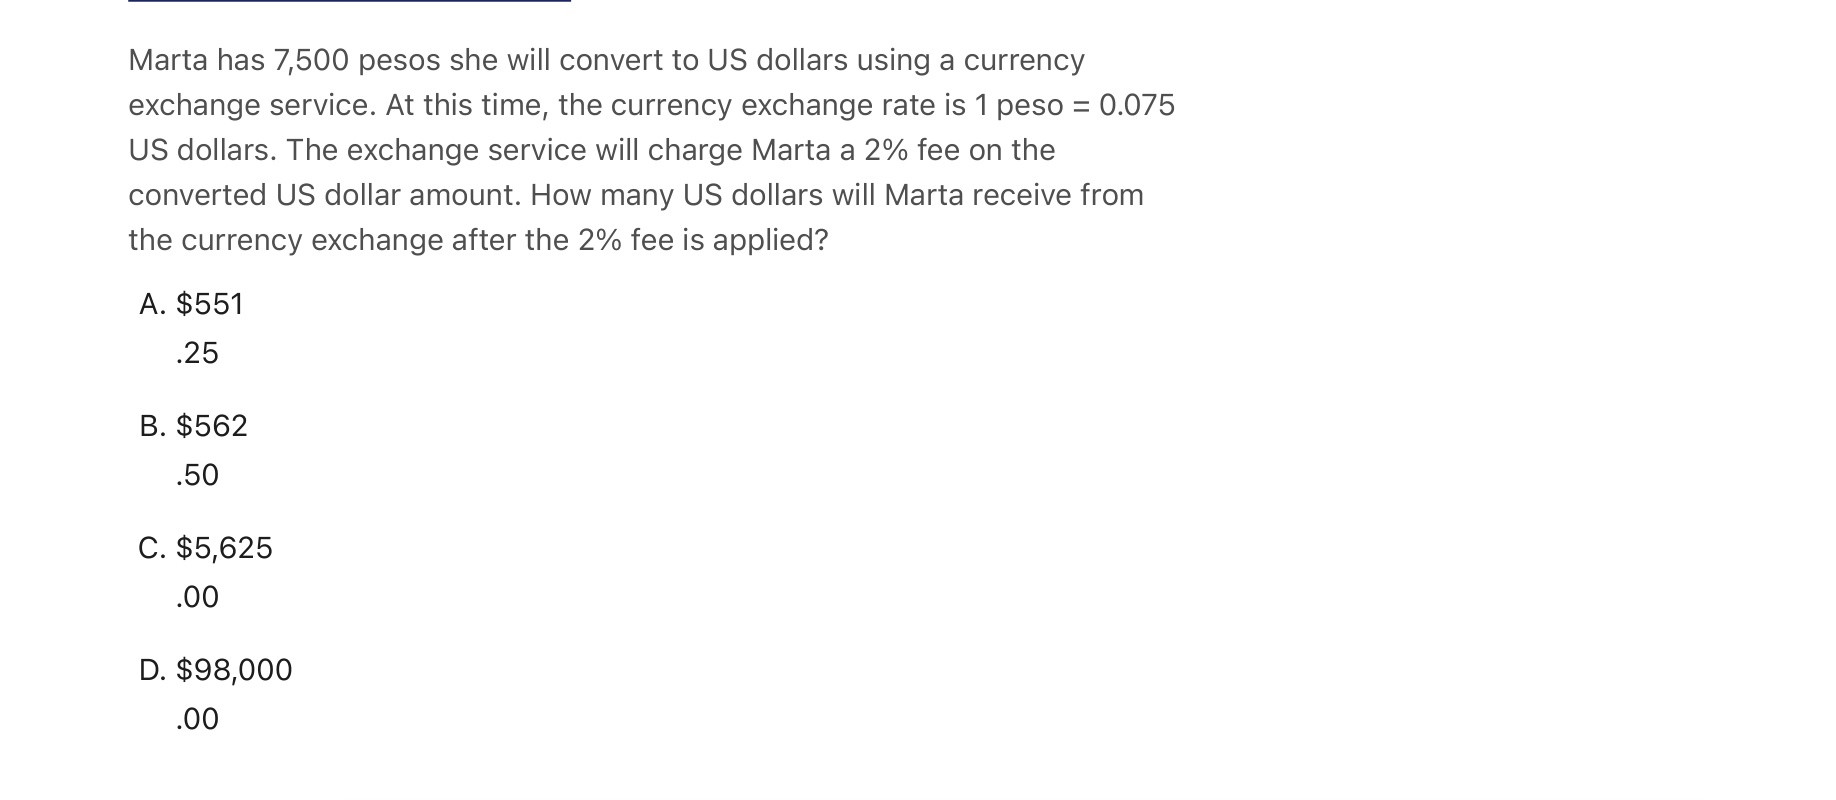 Marta has 7,500 pesos she will convert to US dollars using a currency
exchange service. At this time, the currency exchange rate is 1 peso = 0.075
US dollars. The exchange service will charge Marta a 2% fee on the
converted US dollar amount. How many US dollars will Marta receive from
the currency exchange after the 2% fee is applied?
A. $551
.25
B. $562
.50
C. $5,625
.00
D. $98,000
.00